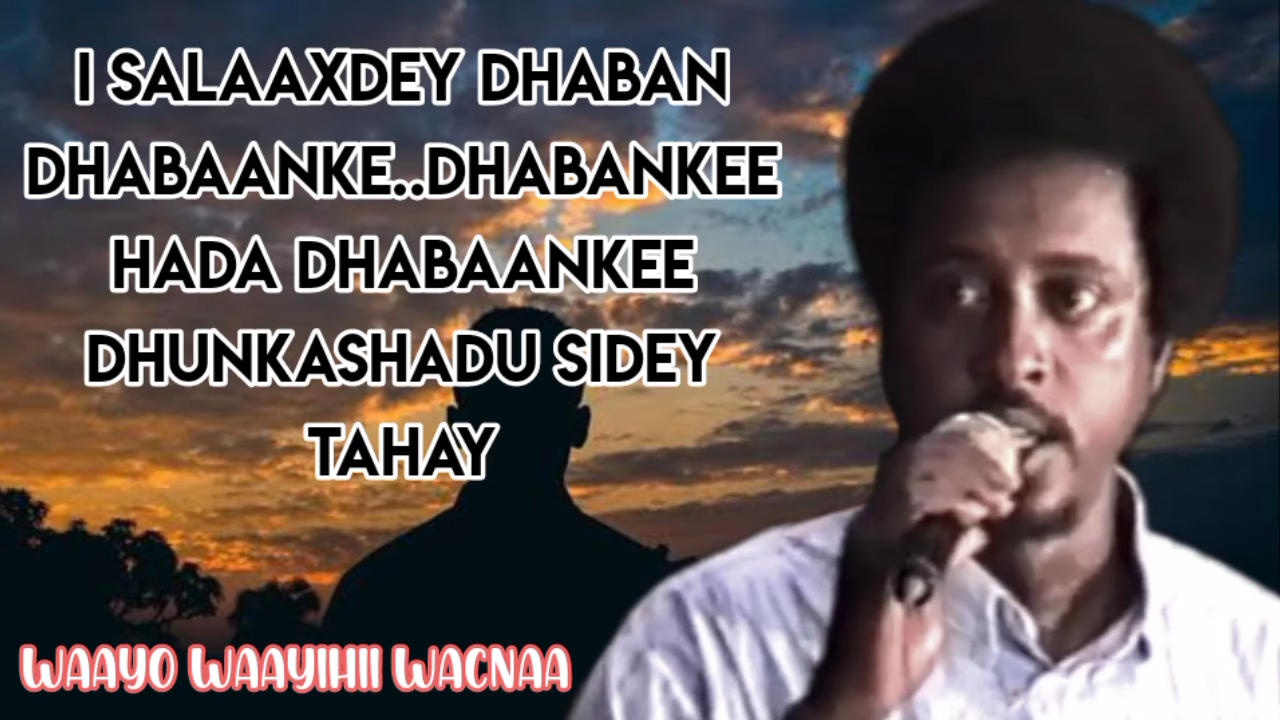 I SALAAXDEY DHABAN
DHABAANKE..DHABANKEE
HADA DHABAANKEE
DHUNKASHADU SIDEY
TAHAY
WAAYO WAAYIHII WACNAA